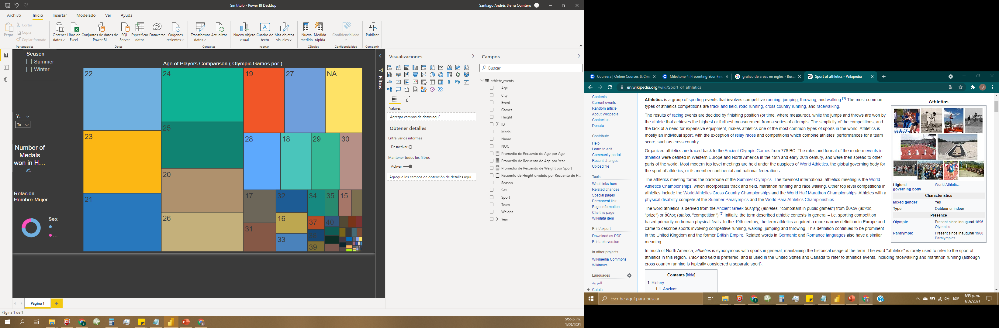 Sin título - Power BI Desktop
Santiago Andrés Sierra Quintero
Archivo
Inicio
Insertar
Modelado
Ver
Ayuda
Pegar
Cortar
Copia
Copiar formato
Portapapeles
Obtener datos
Libro de Excel
Conjuntos de datos de Power BI
SQL Server
Especificar datos
Dataverse
Orígenes recientes
Datos
Transformar datos
Actualizar
Consultas
Nuevo objeto visual
Cuadro de texto
Más objetos visuales
Insertar
Nueva medida
Medida rápida
Cálculos
Confidencialidad
Confidencialidad
Publicar
Compartir
Season
Summer
Winter
Y..
To...
Number of
Medals
won in H...
Relación
Hombre-Mujer
Sex
...
...
Age of Players Comparison ( Olympic Games por )
22
24
19
27
NA
25
23
28
18
29
30
20
21
17
32
34
35
15
...
26
16
37
40
31
38
33
39
Filtros
Visualizaciones
R
Py
...
Valores
Agregar campos de datos aquí
Obtener detalles
Entre varios informes
Desactivar
Mantener todos los filtros
Activar
Agregue los campos de obtención de detalles aquí.
Campos
Buscar
athlete_events
Age
City
Event
Games
Height
ID
Medal
Name
NOC
Promedio de Recuento de Age por Age
Promedio de Recuento de Age por Year
Promedio de Recuento de Weight por Sport
Recuento de Height dividido por Recuento de H...
Season
Sex
Sport
Team
Weight
Year
Página 1
Página 1 de 1
5:55 p. m.
1/09/2021
Coursera | Online Courses & Cre
Milestone 4: Presenting Your Fin
grafico de areas en ingles - Busc
Sport of athletics - Wikipedia
en.wikipedia.org/wiki/Sport_of_athletics
S
Contents
Current events
Random article
About Wikipedia
Contact us
Donate
Contribute
Help
Learn to edit
Community portal
Recent changes
Upload file
Tools
What links here
Related changes
Special pages
Permanent link
Page information
Cite this page
Wikidata item
Print/export
Download as PDF
Printable version
In other projects
Wikimedia Commons
Wikinews
Languages
العربية
Català
Athletics is a group of sporting events that involves competitive running, jumping, throwing, and walking.[1] The most common
types of athletics competitions are track and field, road running, cross country running, and racewalking.
The results of racing events are decided by finishing position (or time, where measured), while the jumps and throws are won by
the athlete that achieves the highest or furthest measurement from a series of attempts. The simplicity of the competitions, and
the lack of a need for expensive equipment, makes athletics one of the most common types of sports in the world. Athletics is
mostly an individual sport, with the exception of relay races and competitions which combine athletes' performances for a team
score, such as cross country.
Organized athletics are traced back to the Ancient Olympic Games from 776 BC. The rules and format of the modern events in
athletics were defined in Western Europe and North America in the 19th and early 20th century, and were then spread to other
parts of the world. Most modern top level meetings are held under the auspices of World Athletics, the global governing body for
the sport of athletics, or its member continental and national federations.
The athletics meeting forms the backbone of the Summer Olympics. The foremost international athletics meeting is the World
Athletics Championships, which incorporates track and field, marathon running and race walking. Other top level competitions in
athletics include the World Athletics Cross Country Championships and the World Half Marathon Championships. Athletes with a
physical disability compete at the Summer Paralympics and the World Para Athletics Championships.
The word athletics is derived from the Ancient Greek ἀθλητής (athlētēs, "combatant in public games") from ἆθλον (athlon,
"prize") or ἆθλος (athlos, "competition").[2] Initially, the term described athletic contests in general – i.e. sporting competition
based primarily on human physical feats. In the 19th century, the term athletics acquired a more narrow definition in Europe and
came to describe sports involving competitive running, walking, jumping and throwing. This definition continues to be prominent
in the United Kingdom and the former British Empire. Related words in Germanic and Romance languages also have a similar
meaning.
In much of North America, athletics is synonymous with sports in general, maintaining the historical usage of the term. The word "athletics" is rarely used to refer to the sport of
athletics in this region. Track and field is preferred, and is used in the United States and Canada to refer to athletics events, including racewalking and marathon running (although
cross country running is typically considered a separate sport).
Contents [hide]
1 History
1.1 Ancient
Athletics
Highest governing body
World Athletics
Characteristics
Mixed gender
Yes
Type
Outdoor or indoor
Presence
Olympic
Present since inaugural 1896 Olympics
Paralympic
Present since inaugural 1960 Paralympics
Escribe aquí para buscar
ESP
5:55 p. m.
1/09/2021